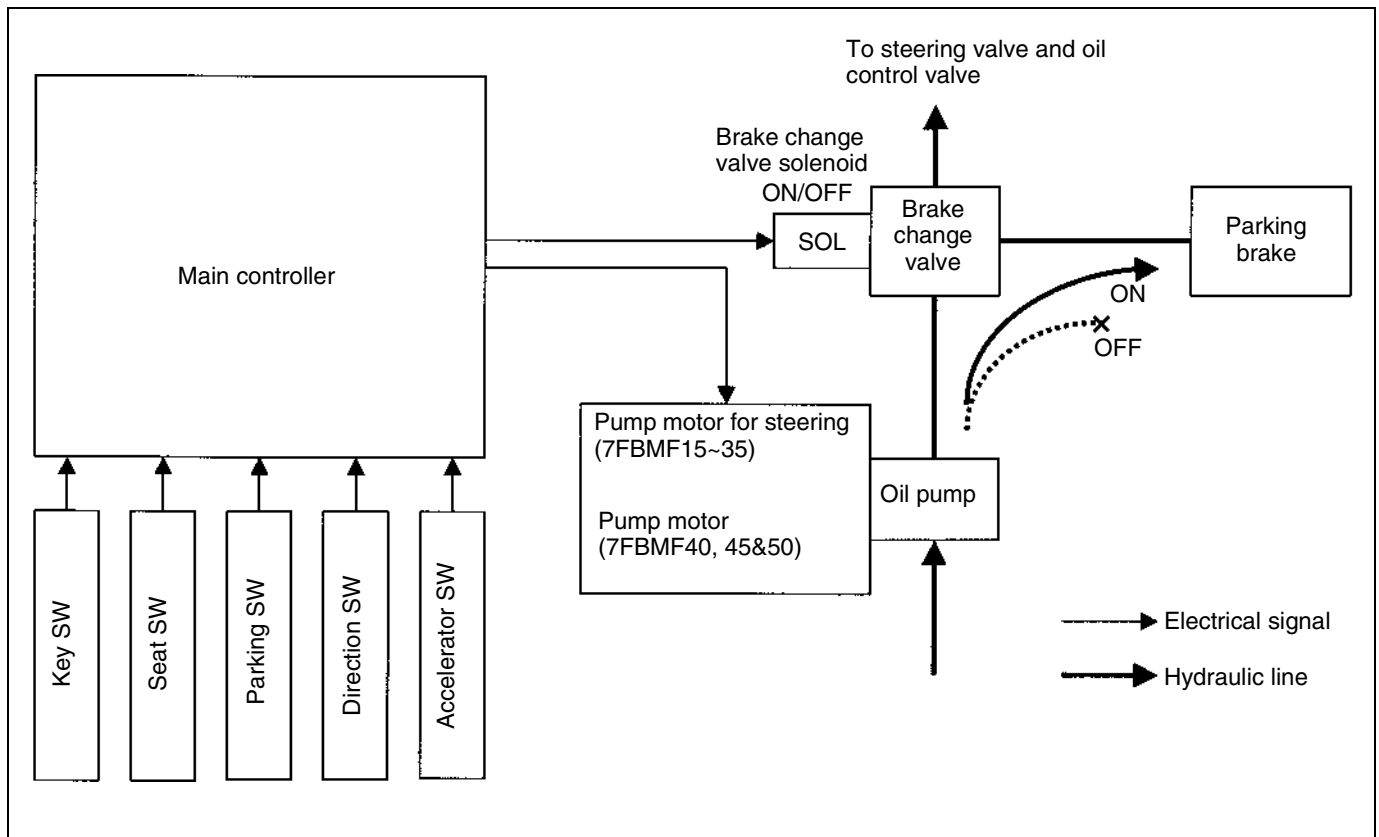 To steering valve and oil
control valve
Brake change
valve solenoid
ON/OFF
Main controller
SOL
Brake
change
valve
Parking
brake
ON
OFF
Pump motor for steering
(7FBMF15~35)
Pump motor
(7FBMF40, 45&50)
Oil pump
Key SW
Seat SW
Parking SW
Direction SW
Accelerator SW
Electrical signal
Hydraulic line